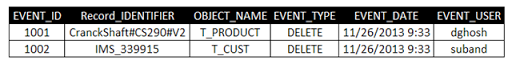 EVENT_ID Record_IDENTIFIER OBJECT_NAME EVENT_TYPE EVENT_DATE EVENT_USER
1001 CranckShaft#CS290#V2 T_PRODUCT DELETE 11/26/2013 9:33 dghosh
1002 IMS_339915 T_CUST DELETE 11/26/2013 9:33 suband